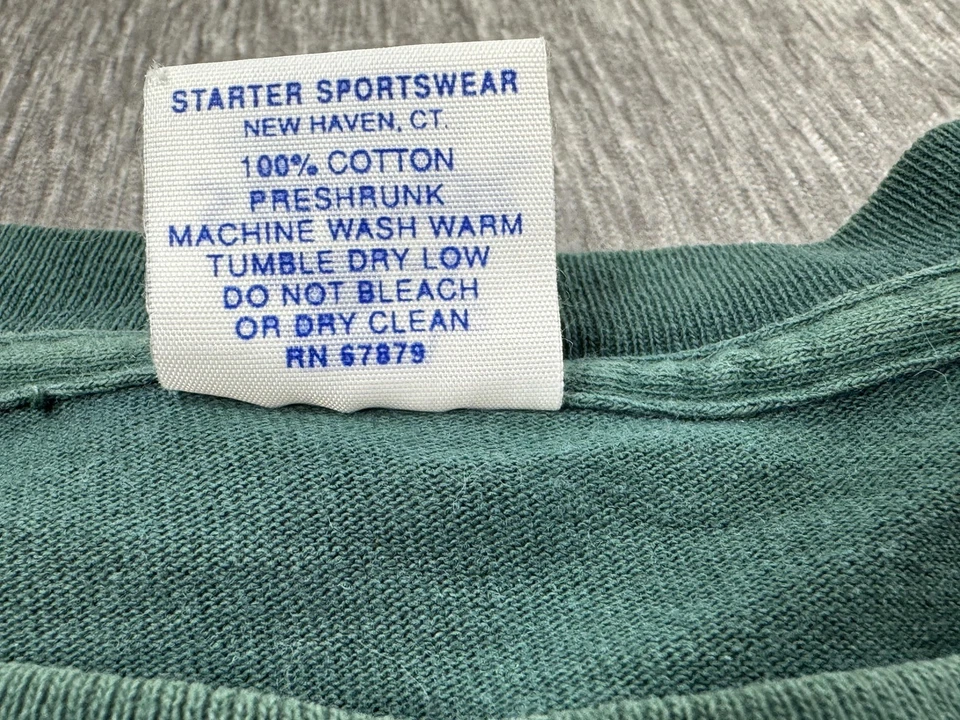 STARTER SPORTSWEAR
NEW HAVEN, CT.
100% COTTON
PRESHRUNK
MACHINE WASH WARM
TUMBLE DRY LOW
DO NOT BLEACH
OR DRY CLEAN
RN 67879